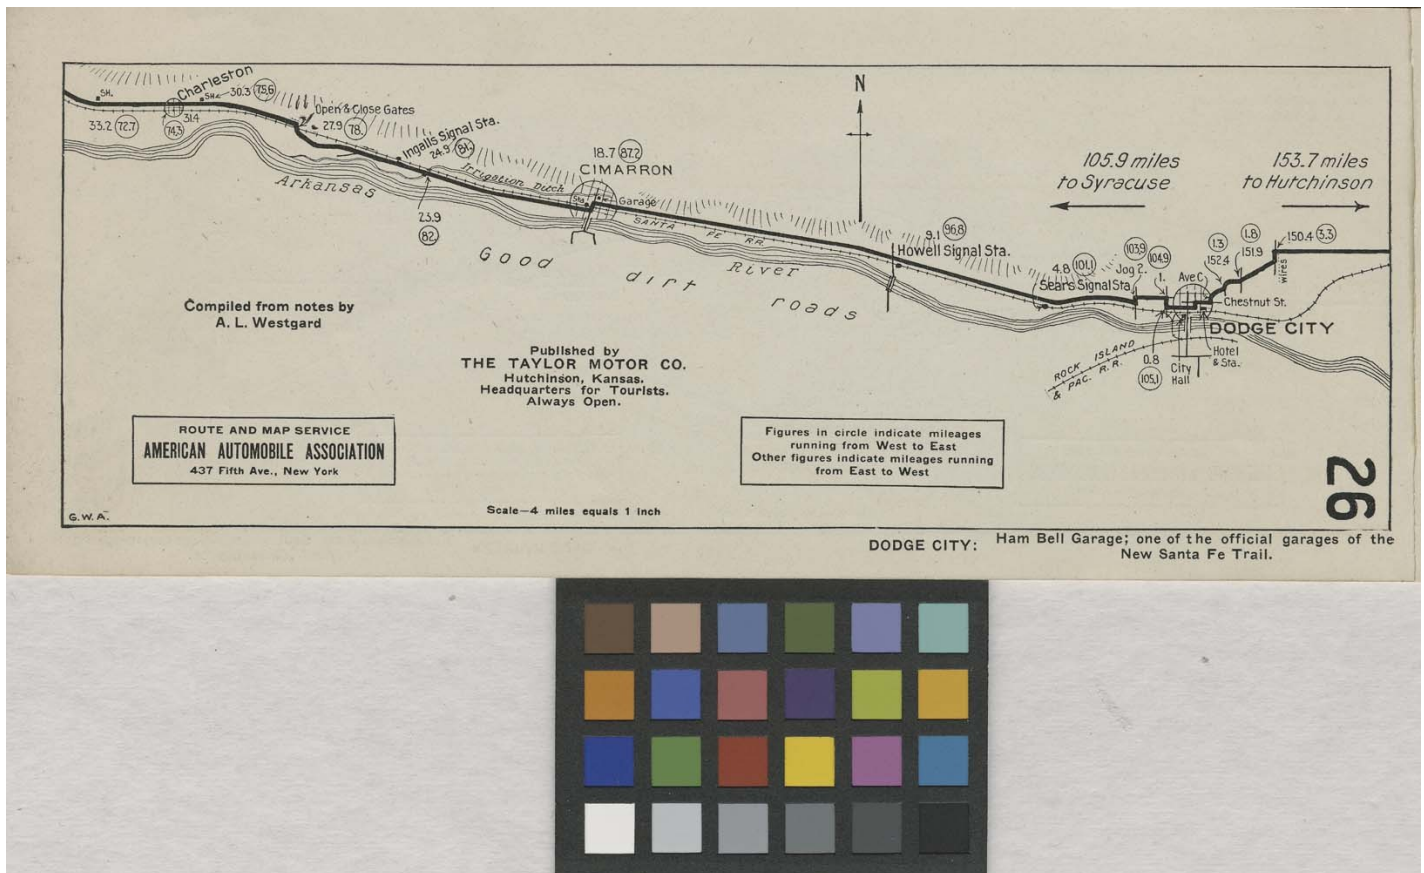 Charleston
SH.
SH.
30.3 75.6
33.2 72.7
74.3
31.4
Open & Close Gates
27.9 78.
Ingalls Signal Sta.
24.9 81.
23.9
82.
Irrigation Ditch
18.7 87.2
CIMARRON
Sta.
Garage
SANTA FE RR.
Arkansas
River
Good dirt roads
N
9.1 96.8
Howell Signal Sta.
105.9 miles
to Syracuse
153.7 miles
to Hutchinson
4.8 101.1
Sears Signal Sta.
103.9
Jog 2.
104.9
1.
Ave C
1.3
152.4
1.8
151.9
150.4 3.3
wires
Chestnut St.
DODGE CITY
Hotel
& Sta.
City
Hall
0.8
105.1
ROCK ISLAND
& PAC. R.R.
Compiled from notes by
A. L. Westgard
Published by
THE TAYLOR MOTOR CO.
Hutchinson, Kansas.
Headquarters for Tourists.
Always Open.
ROUTE AND MAP SERVICE
AMERICAN AUTOMOBILE ASSOCIATION
437 Fifth Ave., New York
Figures in circle indicate mileages
running from West to East
Other figures indicate mileages running
from East to West
26
Scale—4 miles equals 1 inch
G.W.A.
DODGE CITY: Ham Bell Garage; one of the official garages of the
New Santa Fe Trail.